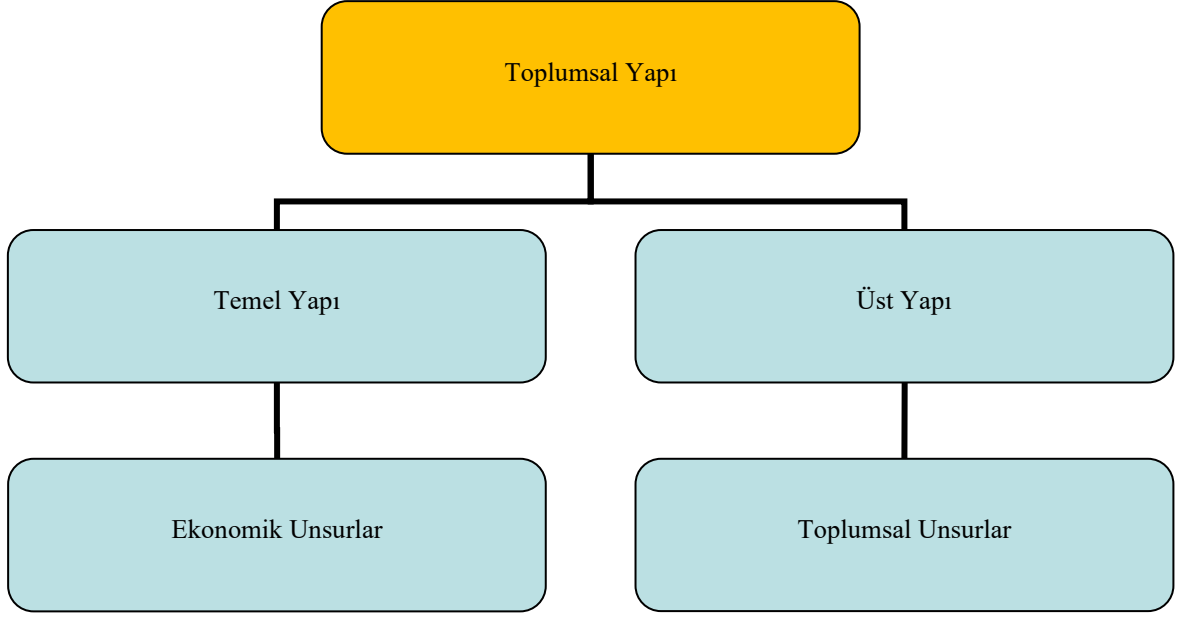 Toplumsal Yapı
Temel Yapı
Üst Yapı
Ekonomik Unsurlar
Toplumsal Unsurlar